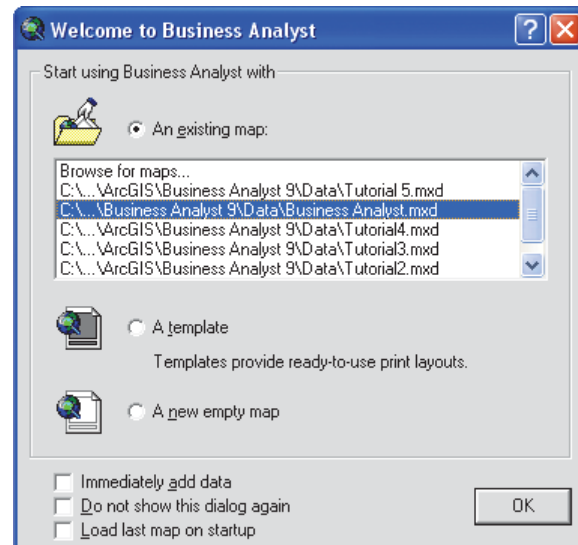 Welcome to Business Analyst
Start using Business Analyst with
An existing map:
Browse for maps...
C:\...\ArcGIS\Business Analyst 9\Data\Tutorial 5.mxd
C:\...\Business Analyst 9\Data\Business Analyst.mxd
C:\...\ArcGIS\Business Analyst 9\Data\Tutorial4.mxd
C:\...\ArcGIS\Business Analyst 9\Data\Tutorial3.mxd
C:\...\ArcGIS\Business Analyst 9\Data\Tutorial2.mxd
A template
Templates provide ready-to-use print layouts.
A new empty map
Immediately add data
Do not show this dialog again
OK
Load last map on startup